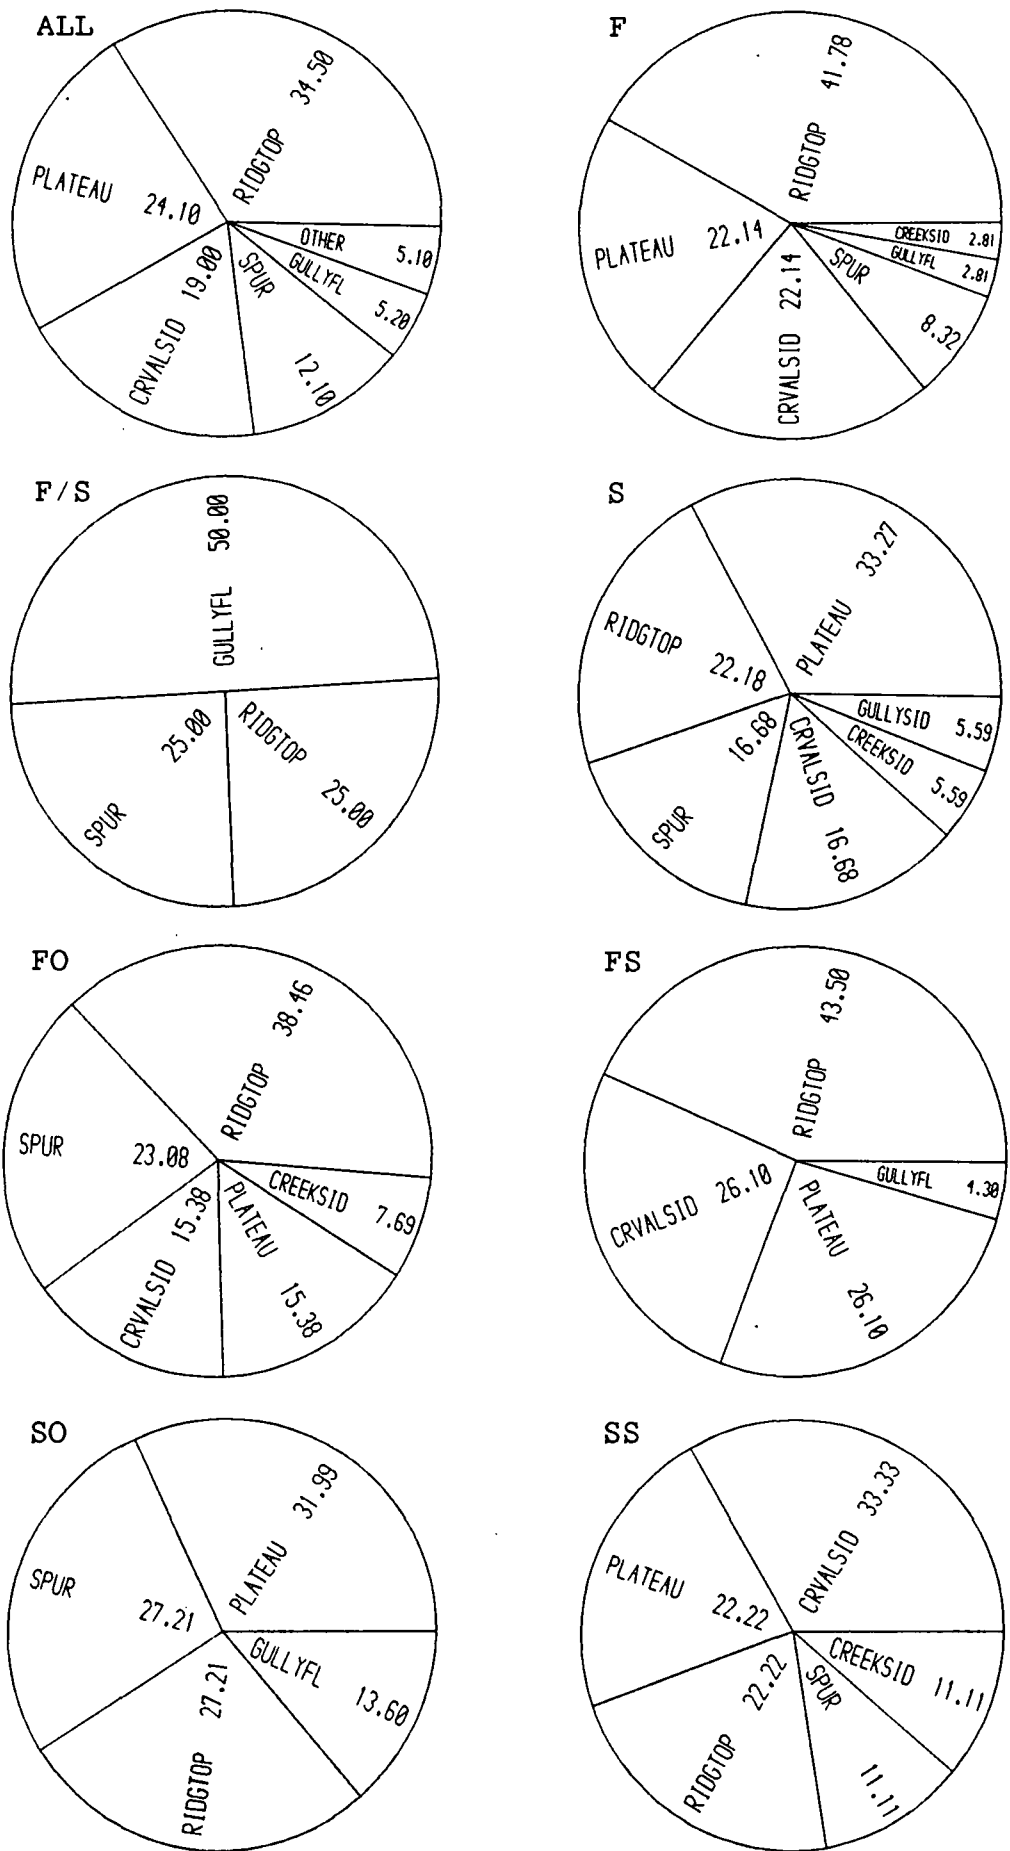 ALL
RIDGTOP 34.50
PLATEAU 24.10
CRVALSID 19.00
SPUR 12.10
GULLYFL 5.20
OTHER 5.10
F
RIDGTOP 41.78
PLATEAU 22.14
CRVALSID 22.14
SPUR 8.32
GULLYFL 2.81
CREEKSID 2.81
F/S
GULLYFL 50.00
SPUR 25.00
RIDGTOP 25.00
S
PLATEAU 33.27
RIDGTOP 22.18
SPUR 16.68
CRVALSID 16.68
CREEKSID 5.59
GULLYSID 5.59
FO
RIDGTOP 38.46
SPUR 23.08
CRVALSID 15.38
PLATEAU 15.38
CREEKSID 7.69
FS
RIDGTOP 43.50
CRVALSID 26.10
PLATEAU 26.10
GULLYFL 4.30
SO
PLATEAU 31.99
SPUR 27.21
RIDGTOP 27.21
GULLYFL 13.60
SS
CRVALSID 33.33
PLATEAU 22.22
RIDGTOP 22.22
SPUR 11.11
CREEKSID 11.11